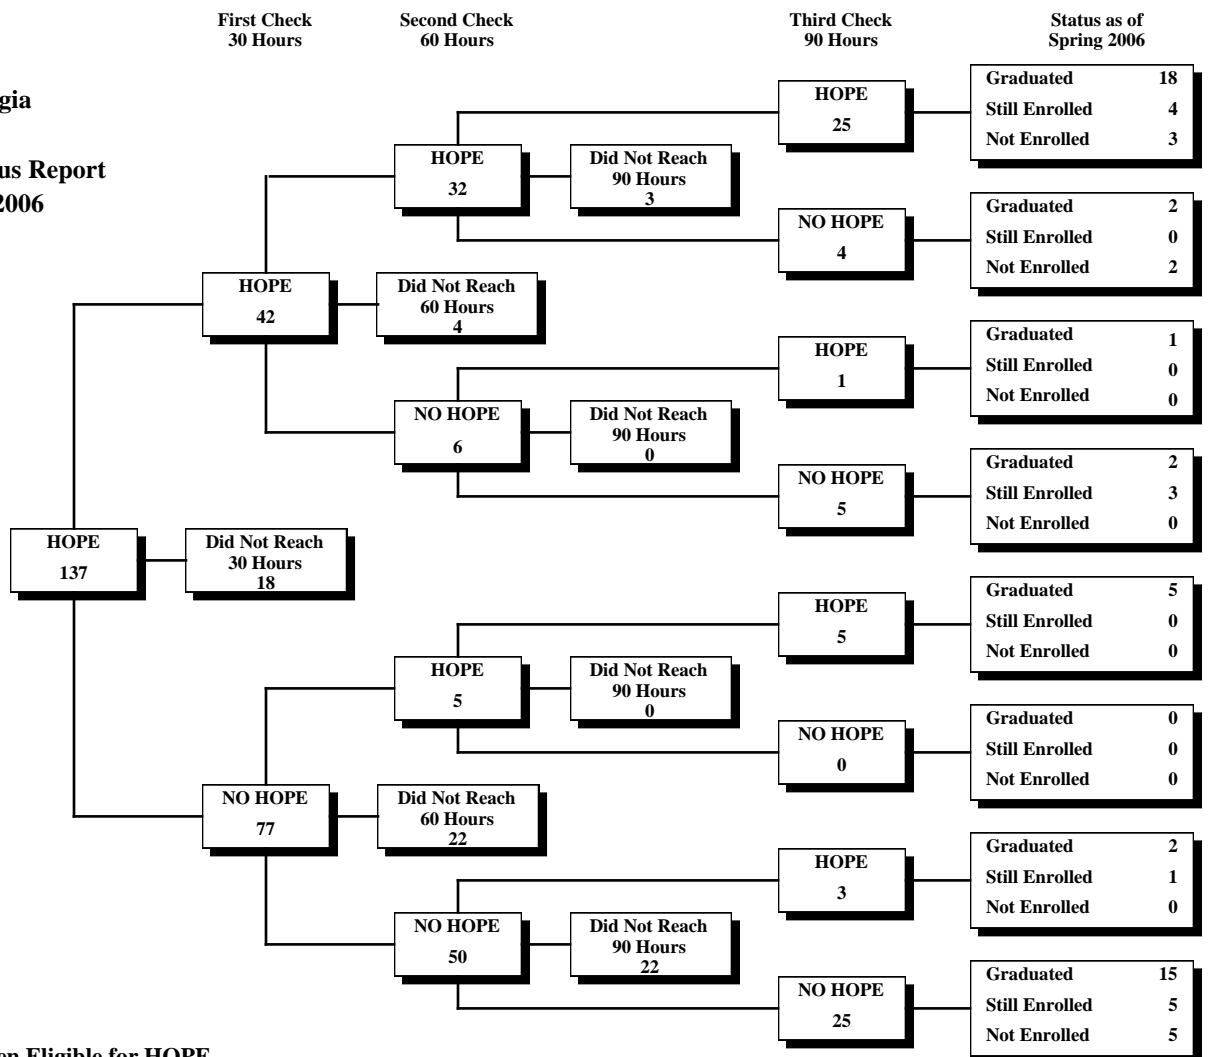 First Check
30 Hours
Second Check
60 Hours
Third Check
90 Hours
Status as of
Spring 2006
gia
us Report
2006
HOPE
137
Did Not Reach
30 Hours
18
HOPE
42
Did Not Reach
60 Hours
4
HOPE
32
Did Not Reach
90 Hours
3
HOPE
25
Graduated 18
Still Enrolled 4
Not Enrolled 3
NO HOPE
4
Graduated 2
Still Enrolled 0
Not Enrolled 2
NO HOPE
6
Did Not Reach
90 Hours
0
HOPE
1
Graduated 1
Still Enrolled 0
Not Enrolled 0
NO HOPE
5
Graduated 2
Still Enrolled 3
Not Enrolled 0
NO HOPE
77
Did Not Reach
60 Hours
22
HOPE
5
Did Not Reach
90 Hours
0
HOPE
5
Graduated 5
Still Enrolled 0
Not Enrolled 0
NO HOPE
0
Graduated 0
Still Enrolled 0
Not Enrolled 0
NO HOPE
50
Did Not Reach
90 Hours
22
HOPE
3
Graduated 2
Still Enrolled 1
Not Enrolled 0
NO HOPE
25
Graduated 15
Still Enrolled 5
Not Enrolled 5
en Eligible for HOPE